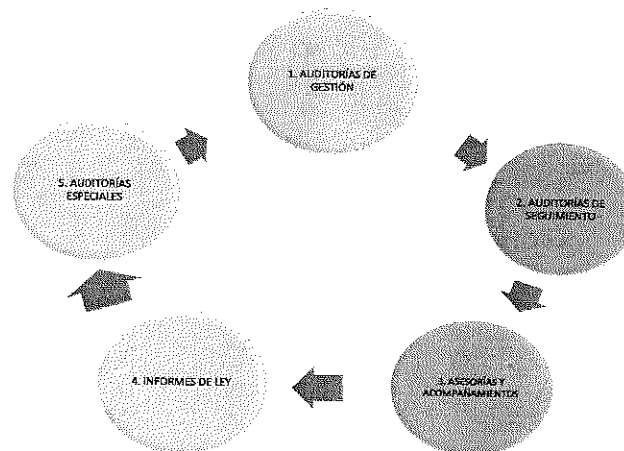 1. AUDITORÍAS DE
GESTIÓN
2. AUDITORÍAS DE
SEGUIMIENTO
3. ASESORÍAS Y
ACOMPAÑAMIENTOS
4. INFORMES DE LEY
5. AUDITORÍAS
ESPECIALES